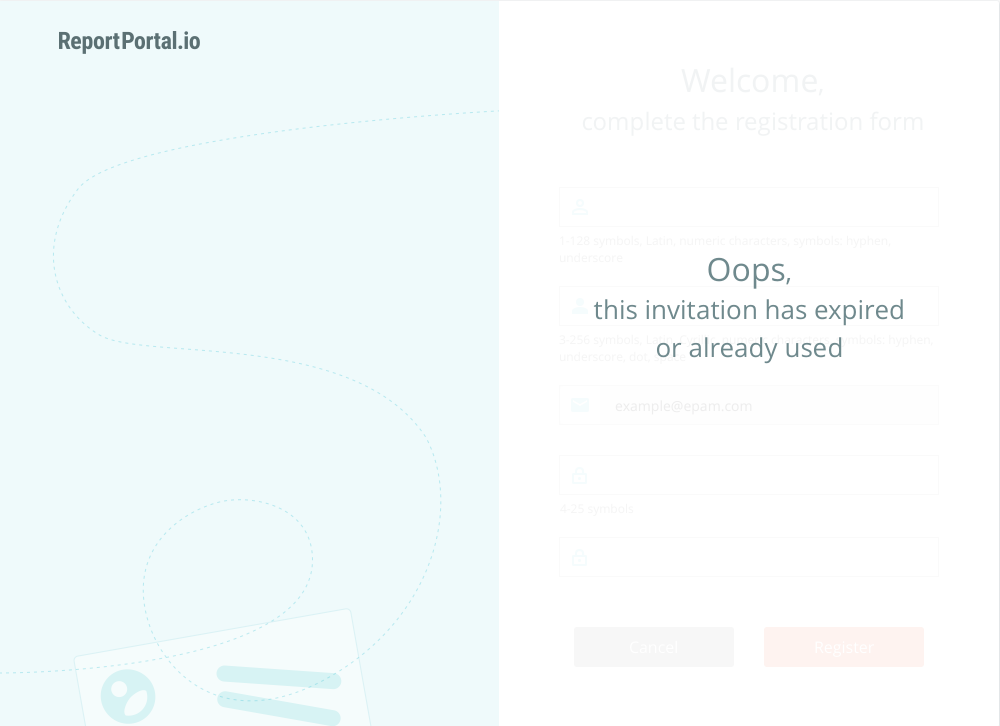 ReportPortal.io
Welcome,
complete the registration form
1-128 symbols, Latin, numeric characters, symbols: hyphen,
underscore
Oops,
this invitation has expired
3-256 symbols, Latin, symbols: hyphen,
underscore, dot,
or already used
example@epam.com
4-25 symbols
Cancel
Register